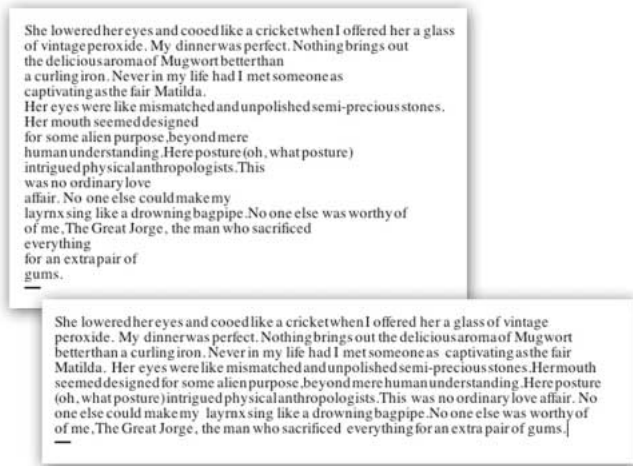 She lowered her eyes and cooed like a cricket when I offered her a glass
of vintage peroxide. My dinner was perfect. Nothing brings out
the delicious aroma of Mugwort better than
a curling iron. Never in my life had I met someone as
captivating as the fair Matilda.
Her eyes were like mismatched and unpolished semi-precious stones.
Her mouth seemed designed
for some alien purpose, beyond mere
human understanding. Here posture (oh, what posture)
intrigued physical anthropologists. This
was no ordinary love
affair. No one else could make my
layrnx sing like a drowning bagpipe. No one else was worthy of
of me, The Great Jorge, the man who sacrificed
everything
for an extra pair of
gums.
She lowered her eyes and cooed like a cricket when I offered her a glass of vintage
peroxide. My dinner was perfect. Nothing brings out the delicious aroma of Mugwort
better than a curling iron. Never in my life had I met someone as captivating as the fair
Matilda. Her eyes were like mismatched and unpolished semi-precious stones. Her mouth
seemed designed for some alien purpose, beyond mere human understanding. Here posture
(oh, what posture) intrigued physical anthropologists. This was no ordinary love affair. No
one else could make my layrnx sing like a drowning bagpipe. No one else was worthy of
of me, The Great Jorge, the man who sacrificed everything for an extra pair of gums.